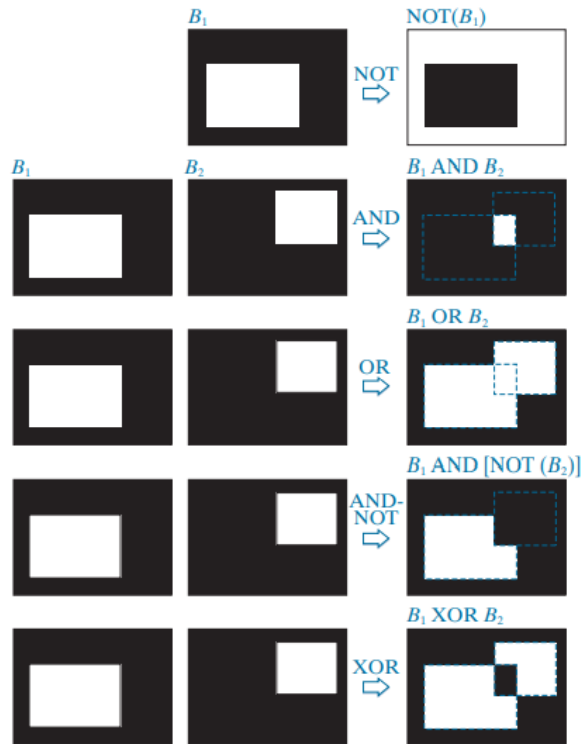 B₁
NOT(B₁)
NOT
B₁
B₂
B₁ AND B₂
AND
B₁ OR B₂
OR
B₁ AND [NOT (B₂)]
AND-
NOT
B₁ XOR B₂
XOR